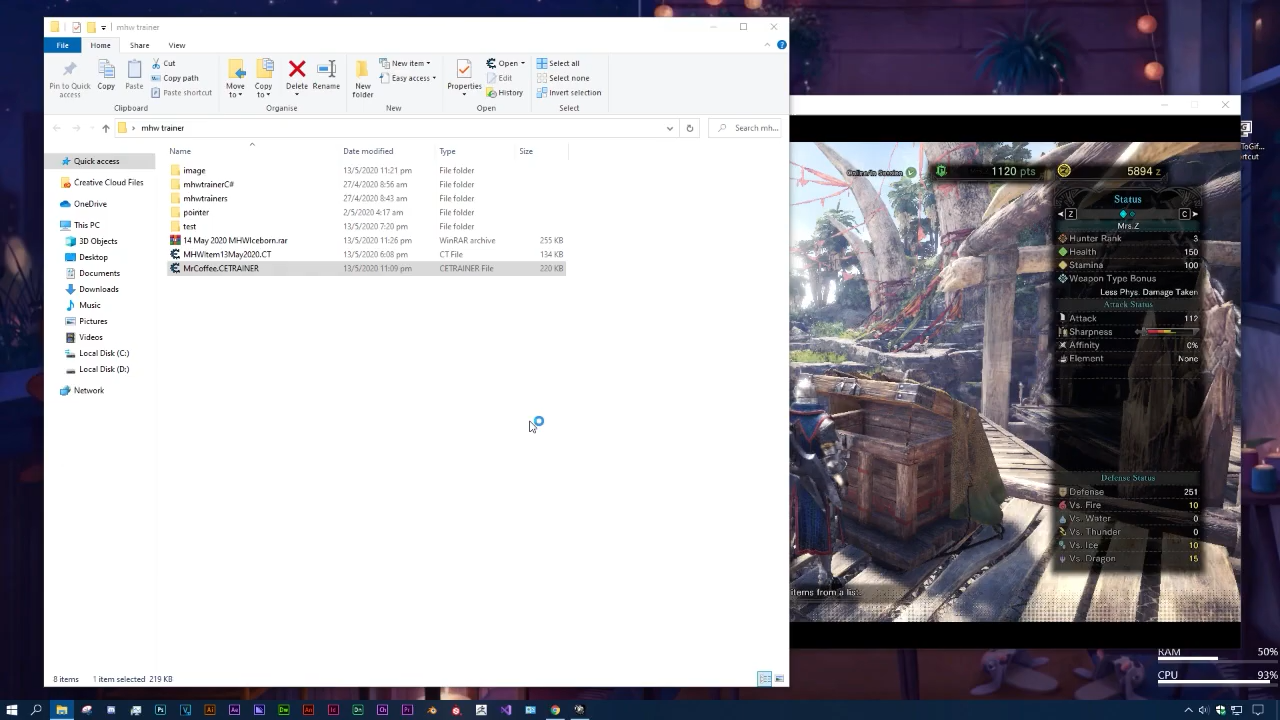 mhw trainer
File
Home
Share
View
Pin to Quick access
Copy
Paste
Cut
Copy path
Paste shortcut
Clipboard
Move to
Copy to
Delete
Rename
Organise
New folder
New item
Easy access
New
Properties
Open
Edit
History
Open
Select all
Select none
Invert selection
Select
mhw trainer
Search mh...
Name
Date modified
Type
Size
Quick access
Creative Cloud Files
OneDrive
This PC
3D Objects
Desktop
Documents
Downloads
Music
Pictures
Videos
Local Disk (C:)
Local Disk (D:)
Network
image 13/5/2020 11:21 pm File folder
mhwtrainerC# 27/4/2020 8:56 am File folder
mhwtrainers 27/4/2020 8:43 am File folder
pointer 2/5/2020 4:17 am File folder
test 13/5/2020 7:20 pm File folder
14 May 2020 MHWIceborn.rar 13/5/2020 11:26 pm WinRAR archive 255 KB
MHWItem13May2020.CT 13/5/2020 6:08 pm CT File 134 KB
MrCoffee.CETRAINER 13/5/2020 11:09 pm CETRAINER File 220 KB
8 items 1 item selected 219 KB
Online/In Session
1120 pts
5894 z
Status
Z
C
Mrs.Z
Hunter Rank 3
Health 150
Stamina 100
Weapon Type Bonus
Less Phys. Damage Taken
Attack Status
Attack 112
Sharpness
Affinity 0%
Element None
Defense Status
Defense 251
Vs. Fire 10
Vs. Water 0
Vs. Thunder 0
Vs. Ice 10
Vs. Dragon 15
items from a list.
ToGif...
RAM 50%
CPU 93%